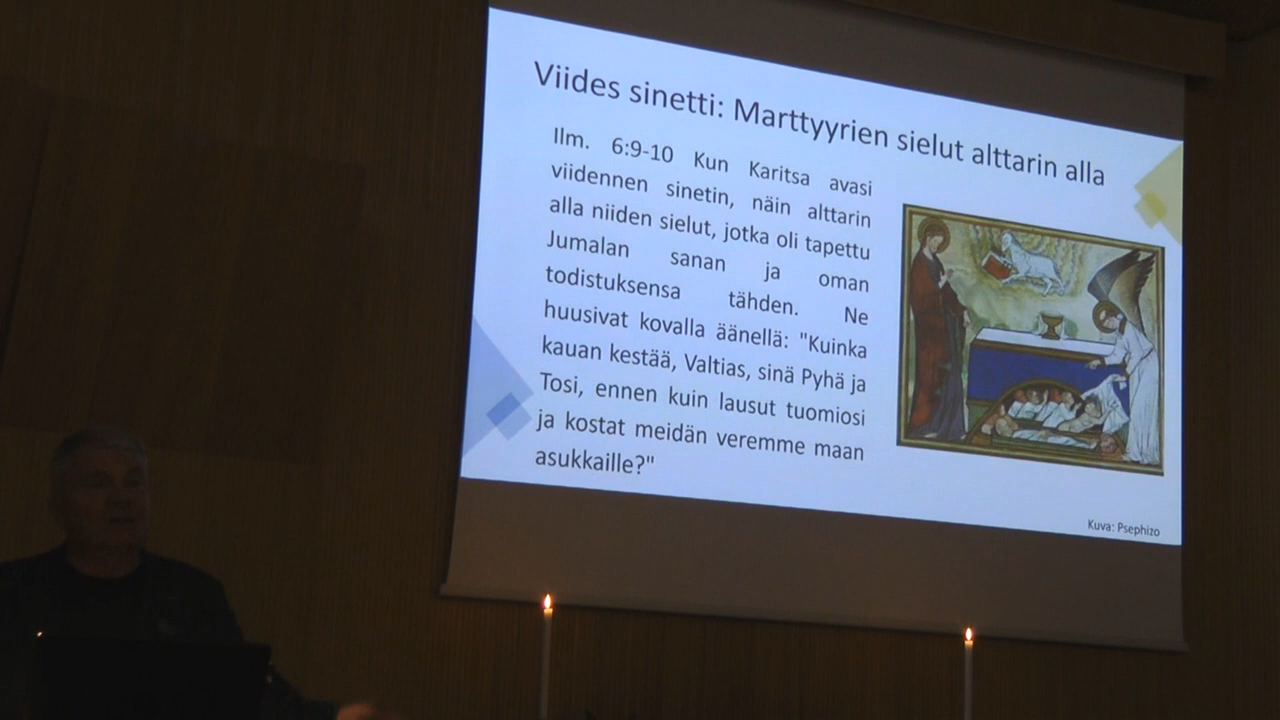 Viides sinetti: Marttyyrien sielut alttarin alla
Ilm. 6:9-10 Kun Karitsa avasi
viidennen sinetin, näin alttarin
alla niiden sielut, jotka oli tapettu
Jumalan sanan ja oman
todistuksensa tähden. Ne
huusivat kovalla äänellä: "Kuinka
kauan kestää, Valtias, sinä Pyhä ja
Tosi, ennen kuin lausut tuomiosi
ja kostat meidän veremme maan
asukkaille?"
Kuva: Psephizo